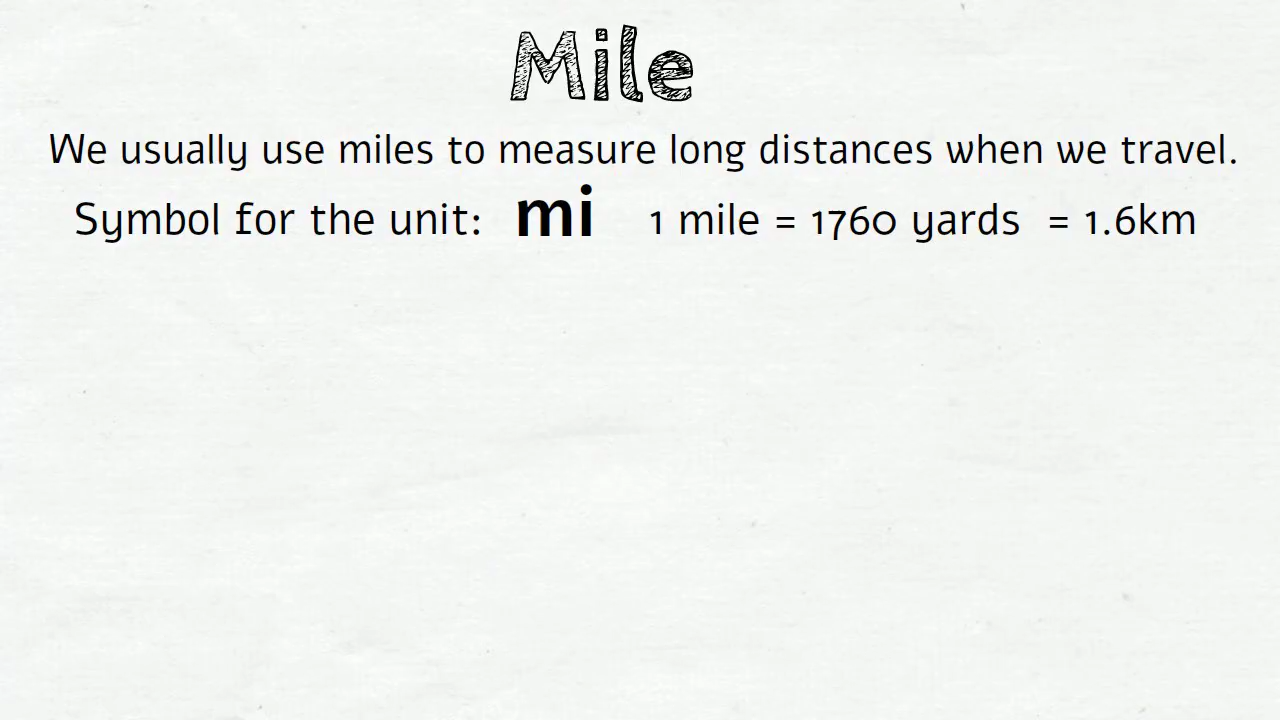 Mile
We usually use miles to measure long distances when we travel.
Symbol for the unit: mi 1 mile = 1760 yards = 1.6km